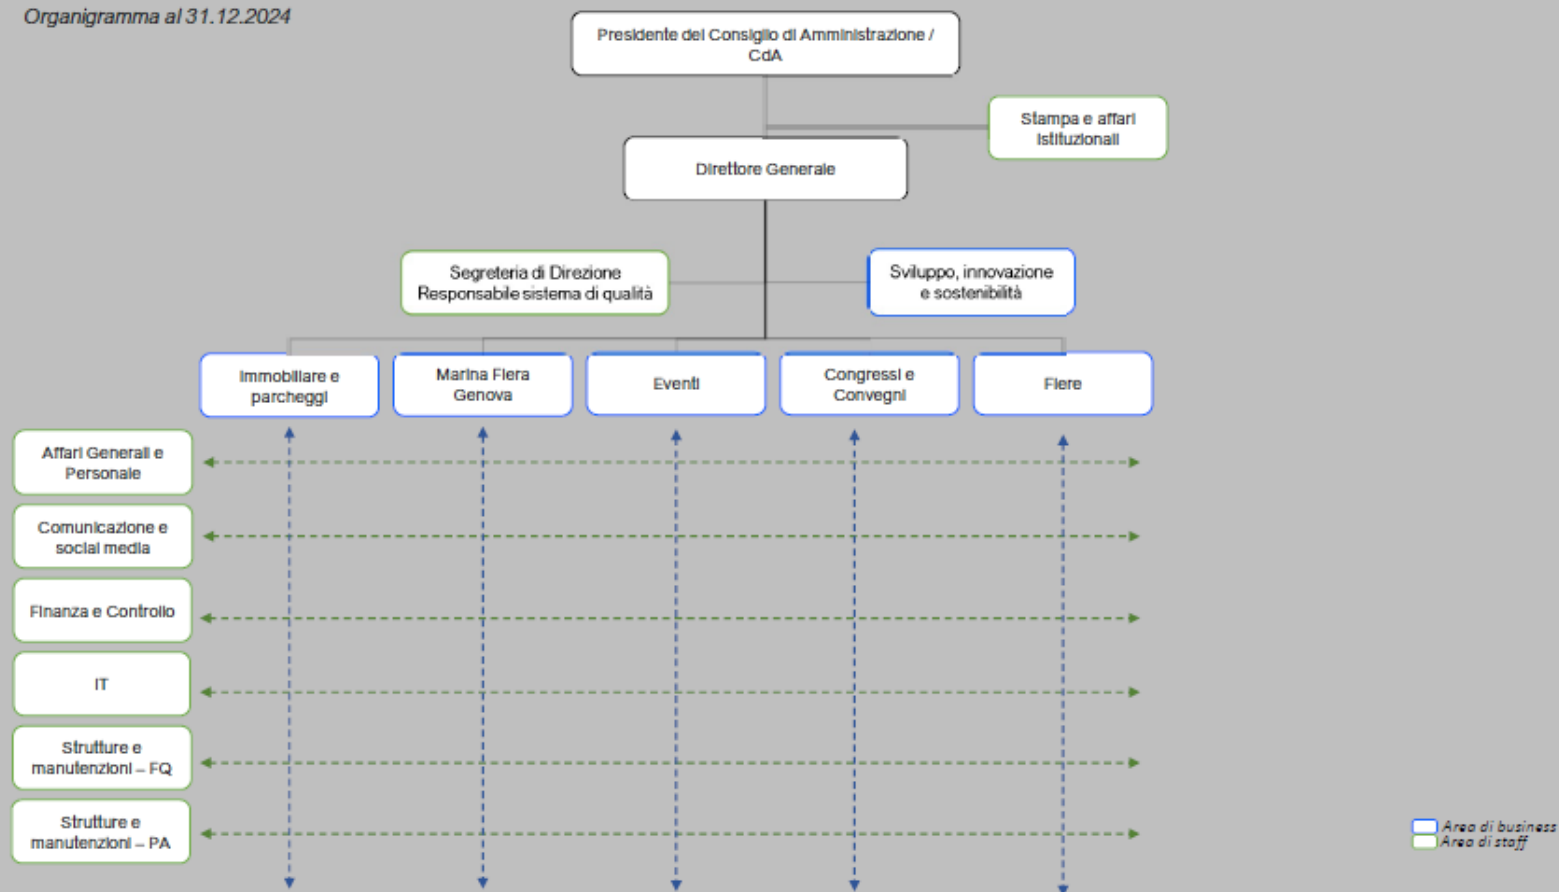 Organigramma al 31.12.2024
Presidente del Consiglio di Amministrazione /
CdA
Stampa e affari
istituzionali
Direttore Generale
Segreteria di Direzione
Responsabile sistema di qualità
Sviluppo, innovazione
e sostenibilità
Immobiliare e
parcheggi
Marina Fiera
Genova
Eventi
Congressi e
Convegni
Fiere
Affari Generali e
Personale
Comunicazione e
social media
Finanza e Controllo
IT
Strutture e
manutenzioni – FQ
Strutture e
manutenzioni – PA
Area di business
Area di staff